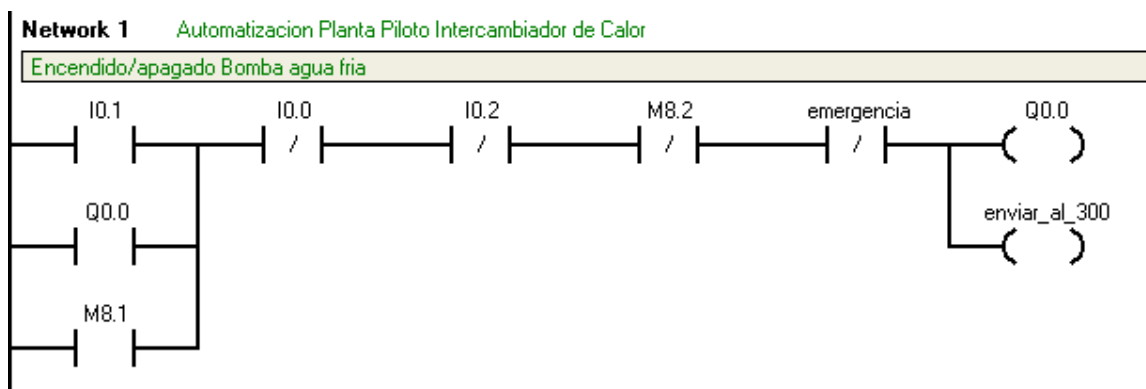 Network 1 Automatizacion Planta Piloto Intercambiador de Calor
Encendido/apagado Bomba agua fria
I0.1 I0.0 I0.2 M8.2 emergencia Q0.0
/ / / /
Q0.0 enviar_al_300
M8.1